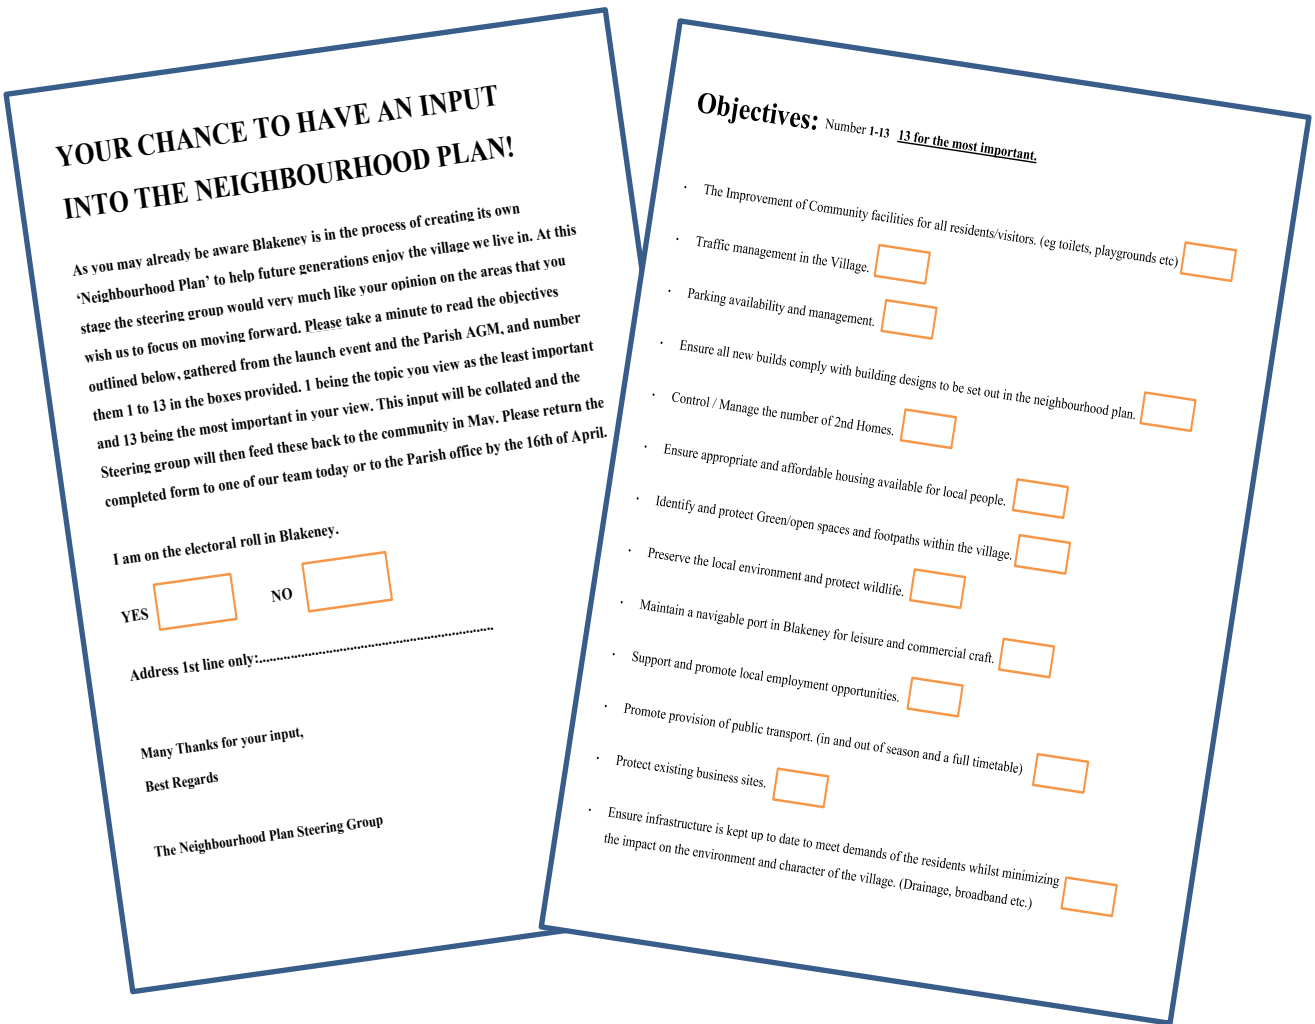 YOUR CHANCE TO HAVE AN INPUT
INTO THE NEIGHBOURHOOD PLAN!
As you may already be aware Blakeney is in the process of creating its own
‘Neighbourhood Plan’ to help future generations enjoy the village we live in. At this
stage the steering group would very much like your opinion on the areas that you
wish us to focus on moving forward. Please take a minute to read the objectives
outlined below, gathered from the launch event and the Parish AGM, and number
them 1 to 13 in the boxes provided. 1 being the topic you view as the least important
and 13 being the most important in your view. This input will be collated and the
Steering group will then feed these back to the community in May. Please return the
completed form to one of our team today or to the Parish office by the 16th of April.
I am on the electoral roll in Blakeney.
YES NO
Address 1st line only:....................................................................
Many Thanks for your input,
Best Regards
The Neighbourhood Plan Steering Group
Objectives: Number 1-13 13 for the most important.
· The Improvement of Community facilities for all residents/visitors. (eg toilets, playgrounds etc)
· Traffic management in the Village.
· Parking availability and management.
· Ensure all new builds comply with building designs to be set out in the neighbourhood plan.
· Control / Manage the number of 2nd Homes.
· Ensure appropriate and affordable housing available for local people.
· Identify and protect Green/open spaces and footpaths within the village.
· Preserve the local environment and protect wildlife.
· Maintain a navigable port in Blakeney for leisure and commercial craft.
· Support and promote local employment opportunities.
· Promote provision of public transport. (in and out of season and a full timetable)
· Protect existing business sites.
· Ensure infrastructure is kept up to date to meet demands of the residents whilst minimizing
the impact on the environment and character of the village. (Drainage, broadband etc.)